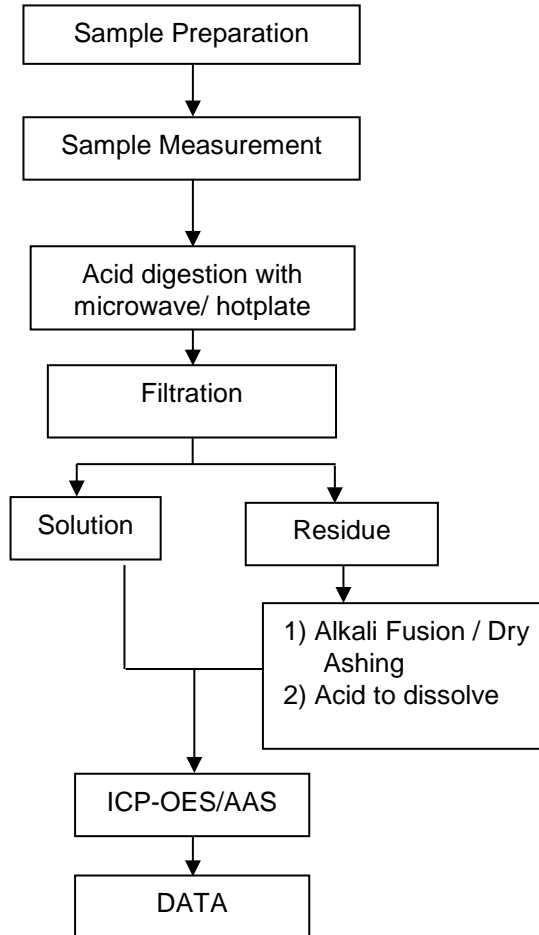 Sample Preparation
Sample Measurement
Acid digestion with
microwave/ hotplate
Filtration
Solution
Residue
1) Alkali Fusion / Dry
Ashing
2) Acid to dissolve
ICP-OES/AAS
DATA